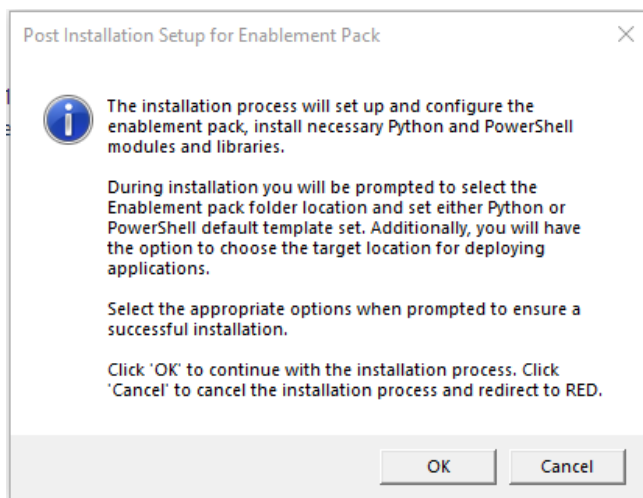 Post Installation Setup for Enablement Pack
The installation process will set up and configure the
enablement pack, install necessary Python and PowerShell
modules and libraries.
During installation you will be prompted to select the
Enablement pack folder location and set either Python or
PowerShell default template set. Additionally, you will have
the option to choose the target location for deploying
applications.
Select the appropriate options when prompted to ensure a
successful installation.
Click 'OK' to continue with the installation process. Click
'Cancel' to cancel the installation process and redirect to RED.
OK
Cancel